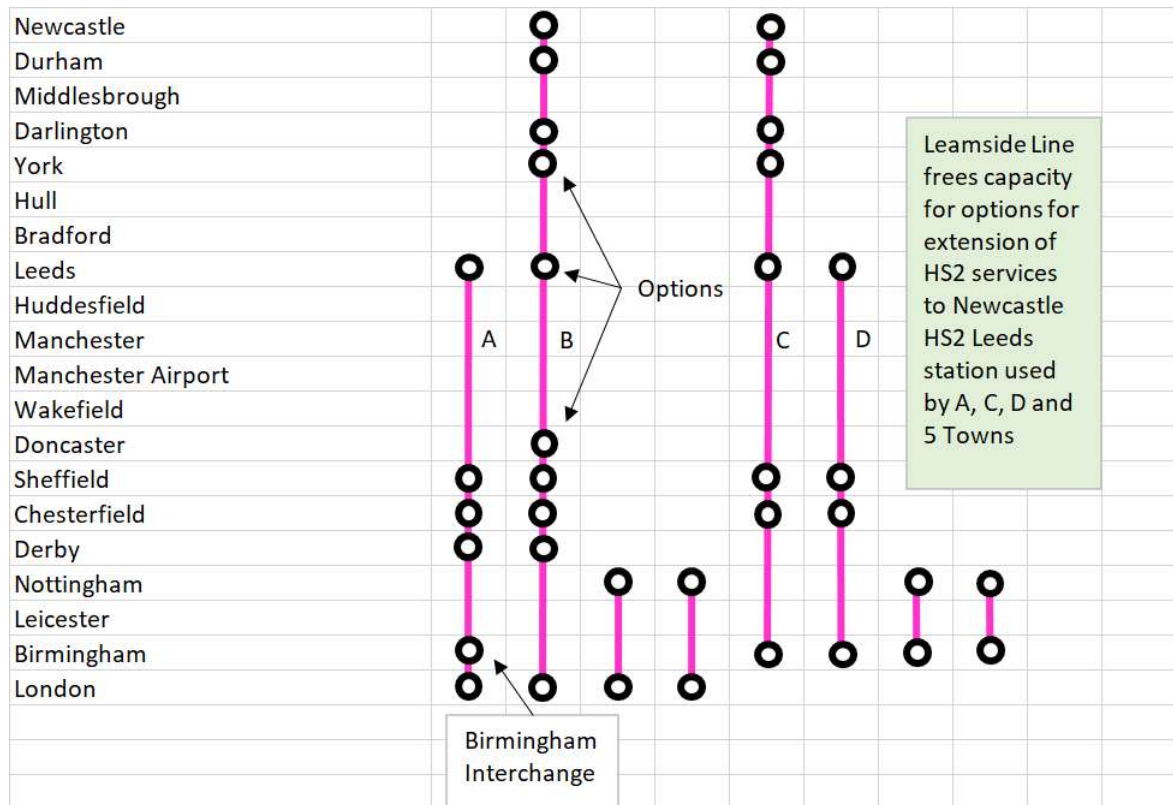 Newcastle
Durham
Middlesbrough
Darlington
York
Hull
Bradford
Leeds
Huddesfield
Manchester
Manchester Airport
Wakefield
Doncaster
Sheffield
Chesterfield
Derby
Nottingham
Leicester
Birmingham
London
A
B
Options
C
D
Leamside Line
frees capacity
for options for
extension of
HS2 services
to Newcastle
HS2 Leeds
station used
by A, C, D and
5 Towns
Birmingham
Interchange